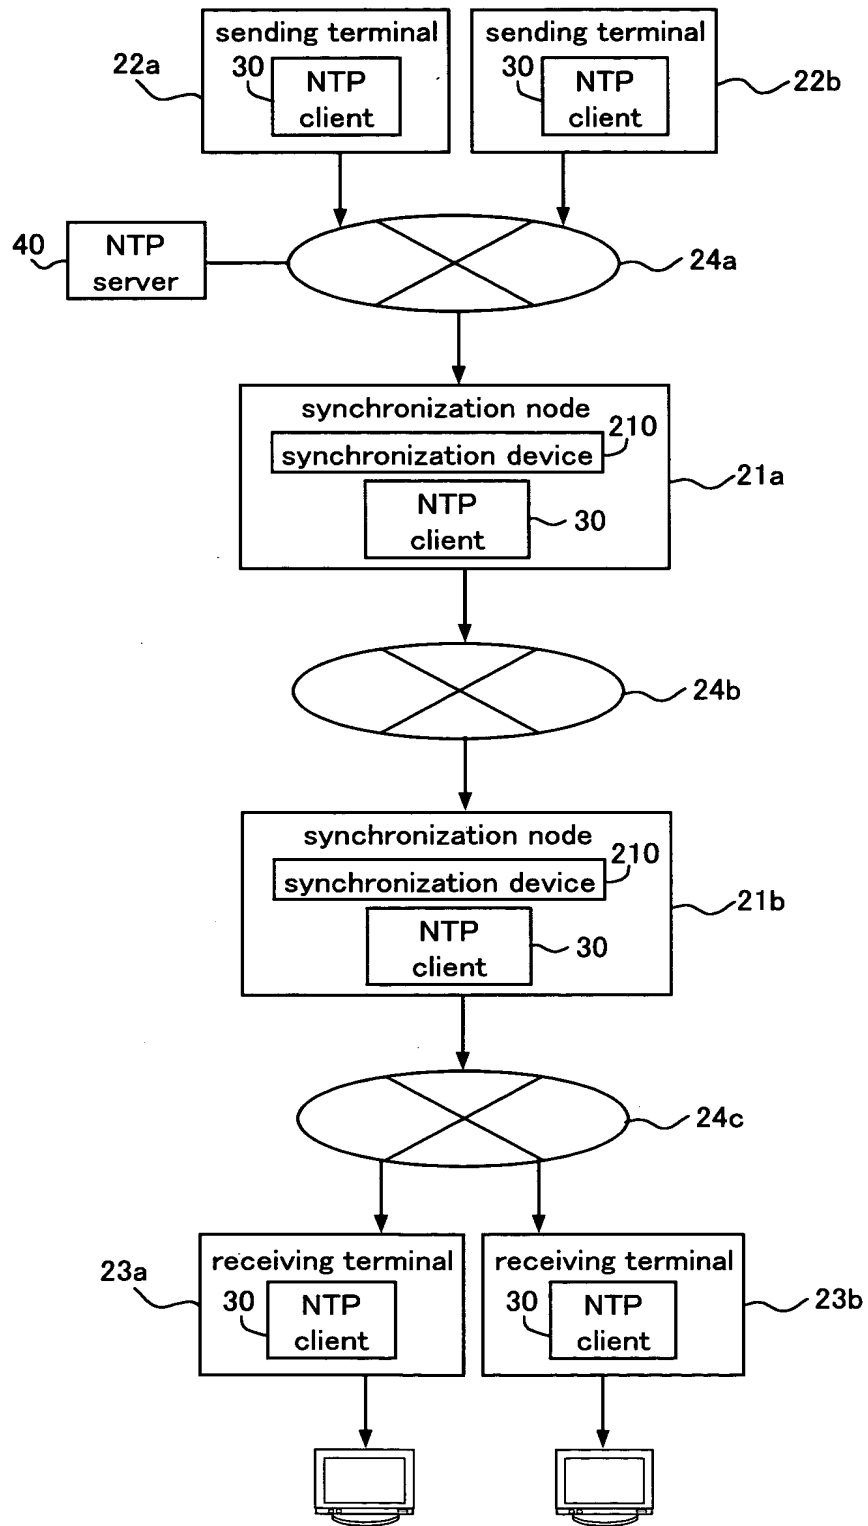 sending terminal
30
NTP
client
22a
sending terminal
30
NTP
client
22b
40
NTP
server
24a
synchronization node
210
synchronization device
21a
NTP
client
30
24b
synchronization node
210
synchronization device
21b
NTP
client
30
24c
receiving terminal
23a
30
NTP
client
receiving terminal
30
NTP
client
23b